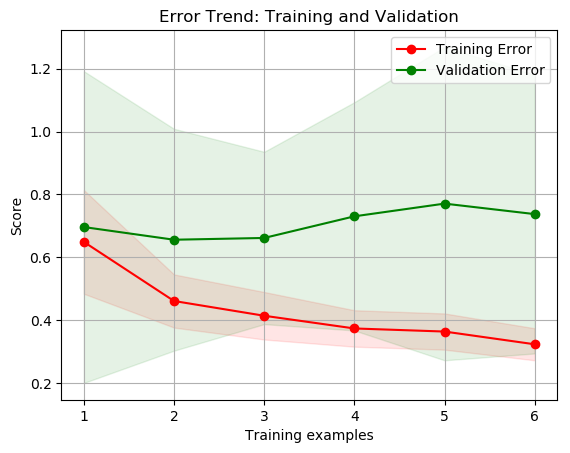 Error Trend: Training and Validation
Training Error
Validation Error
1.2
1.0
0.8
0.6
0.4
0.2
Score
1 2 3 4 5 6
Training examples